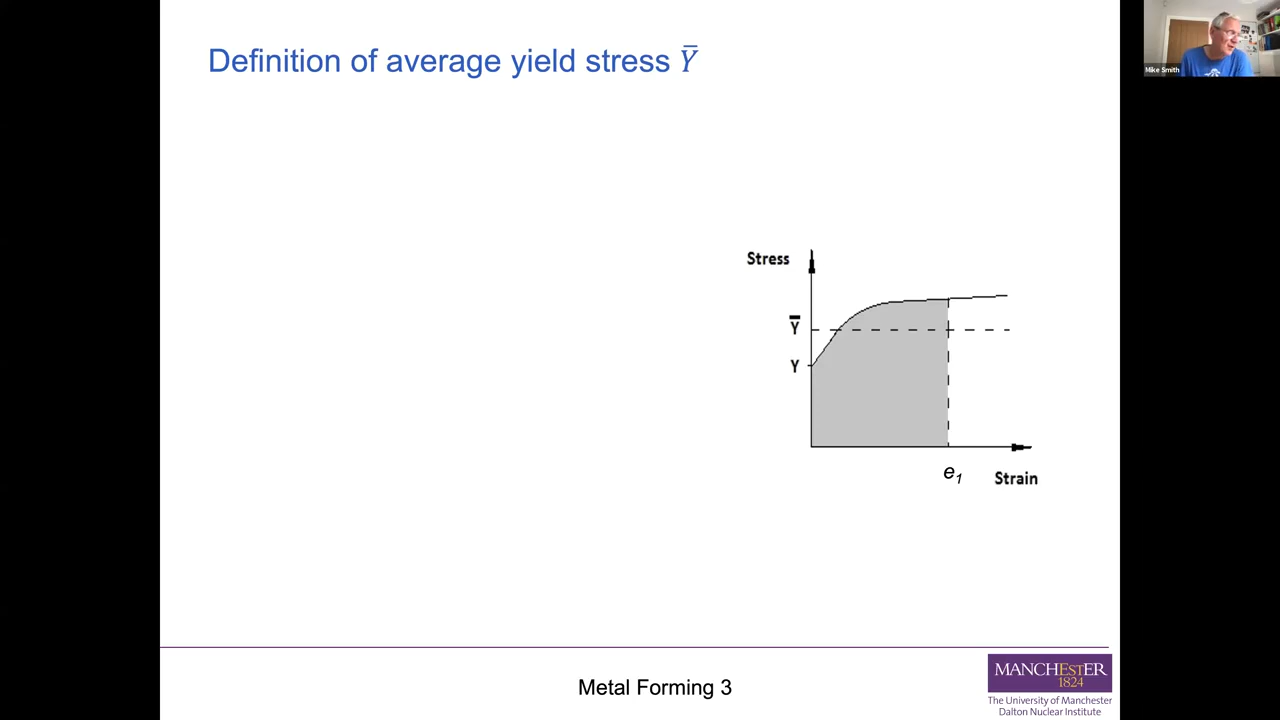 Definition of average yield stress Ȳ
Mike Smith
Stress
Ȳ
Y
e₁
Strain
Metal Forming 3
MANCHESTER
1824
The University of Manchester
Dalton Nuclear Institute